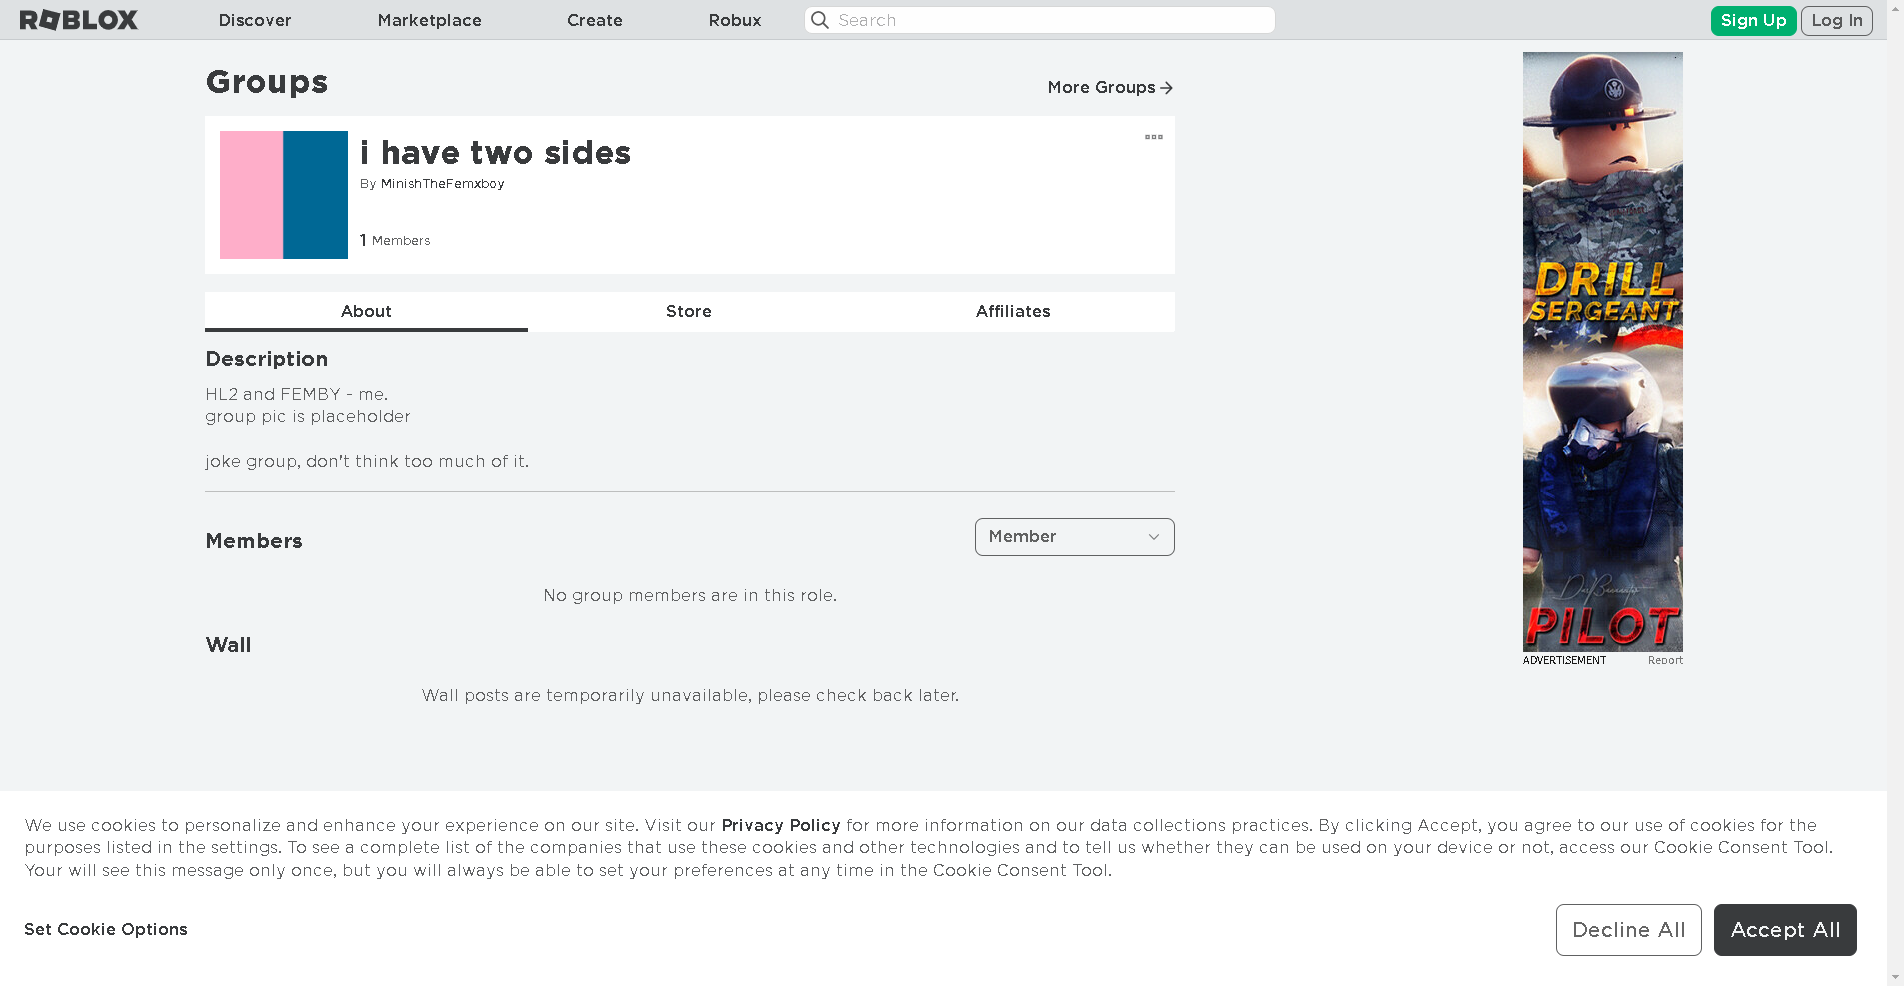 ROBLOX
Discover
Marketplace
Create
Robux
Search
Sign Up
Log In
Groups
More Groups
i have two sides
By MinishTheFemxboy
1 Members
About
Store
Affiliates
Description
HL2 and FEMBY - me.
group pic is placeholder
joke group, don't think too much of it.
Members
Member
No group members are in this role.
Wall
Wall posts are temporarily unavailable, please check back later.
DRILL
SERGEANT
CAVIAR
PILOT
ADVERTISEMENT
Report
We use cookies to personalize and enhance your experience on our site. Visit our Privacy Policy for more information on our data collections practices. By clicking Accept, you agree to our use of cookies for the
purposes listed in the settings. To see a complete list of the companies that use these cookies and other technologies and to tell us whether they can be used on your device or not, access our Cookie Consent Tool.
Your will see this message only once, but you will always be able to set your preferences at any time in the Cookie Consent Tool.
Set Cookie Options
Decline All
Accept All